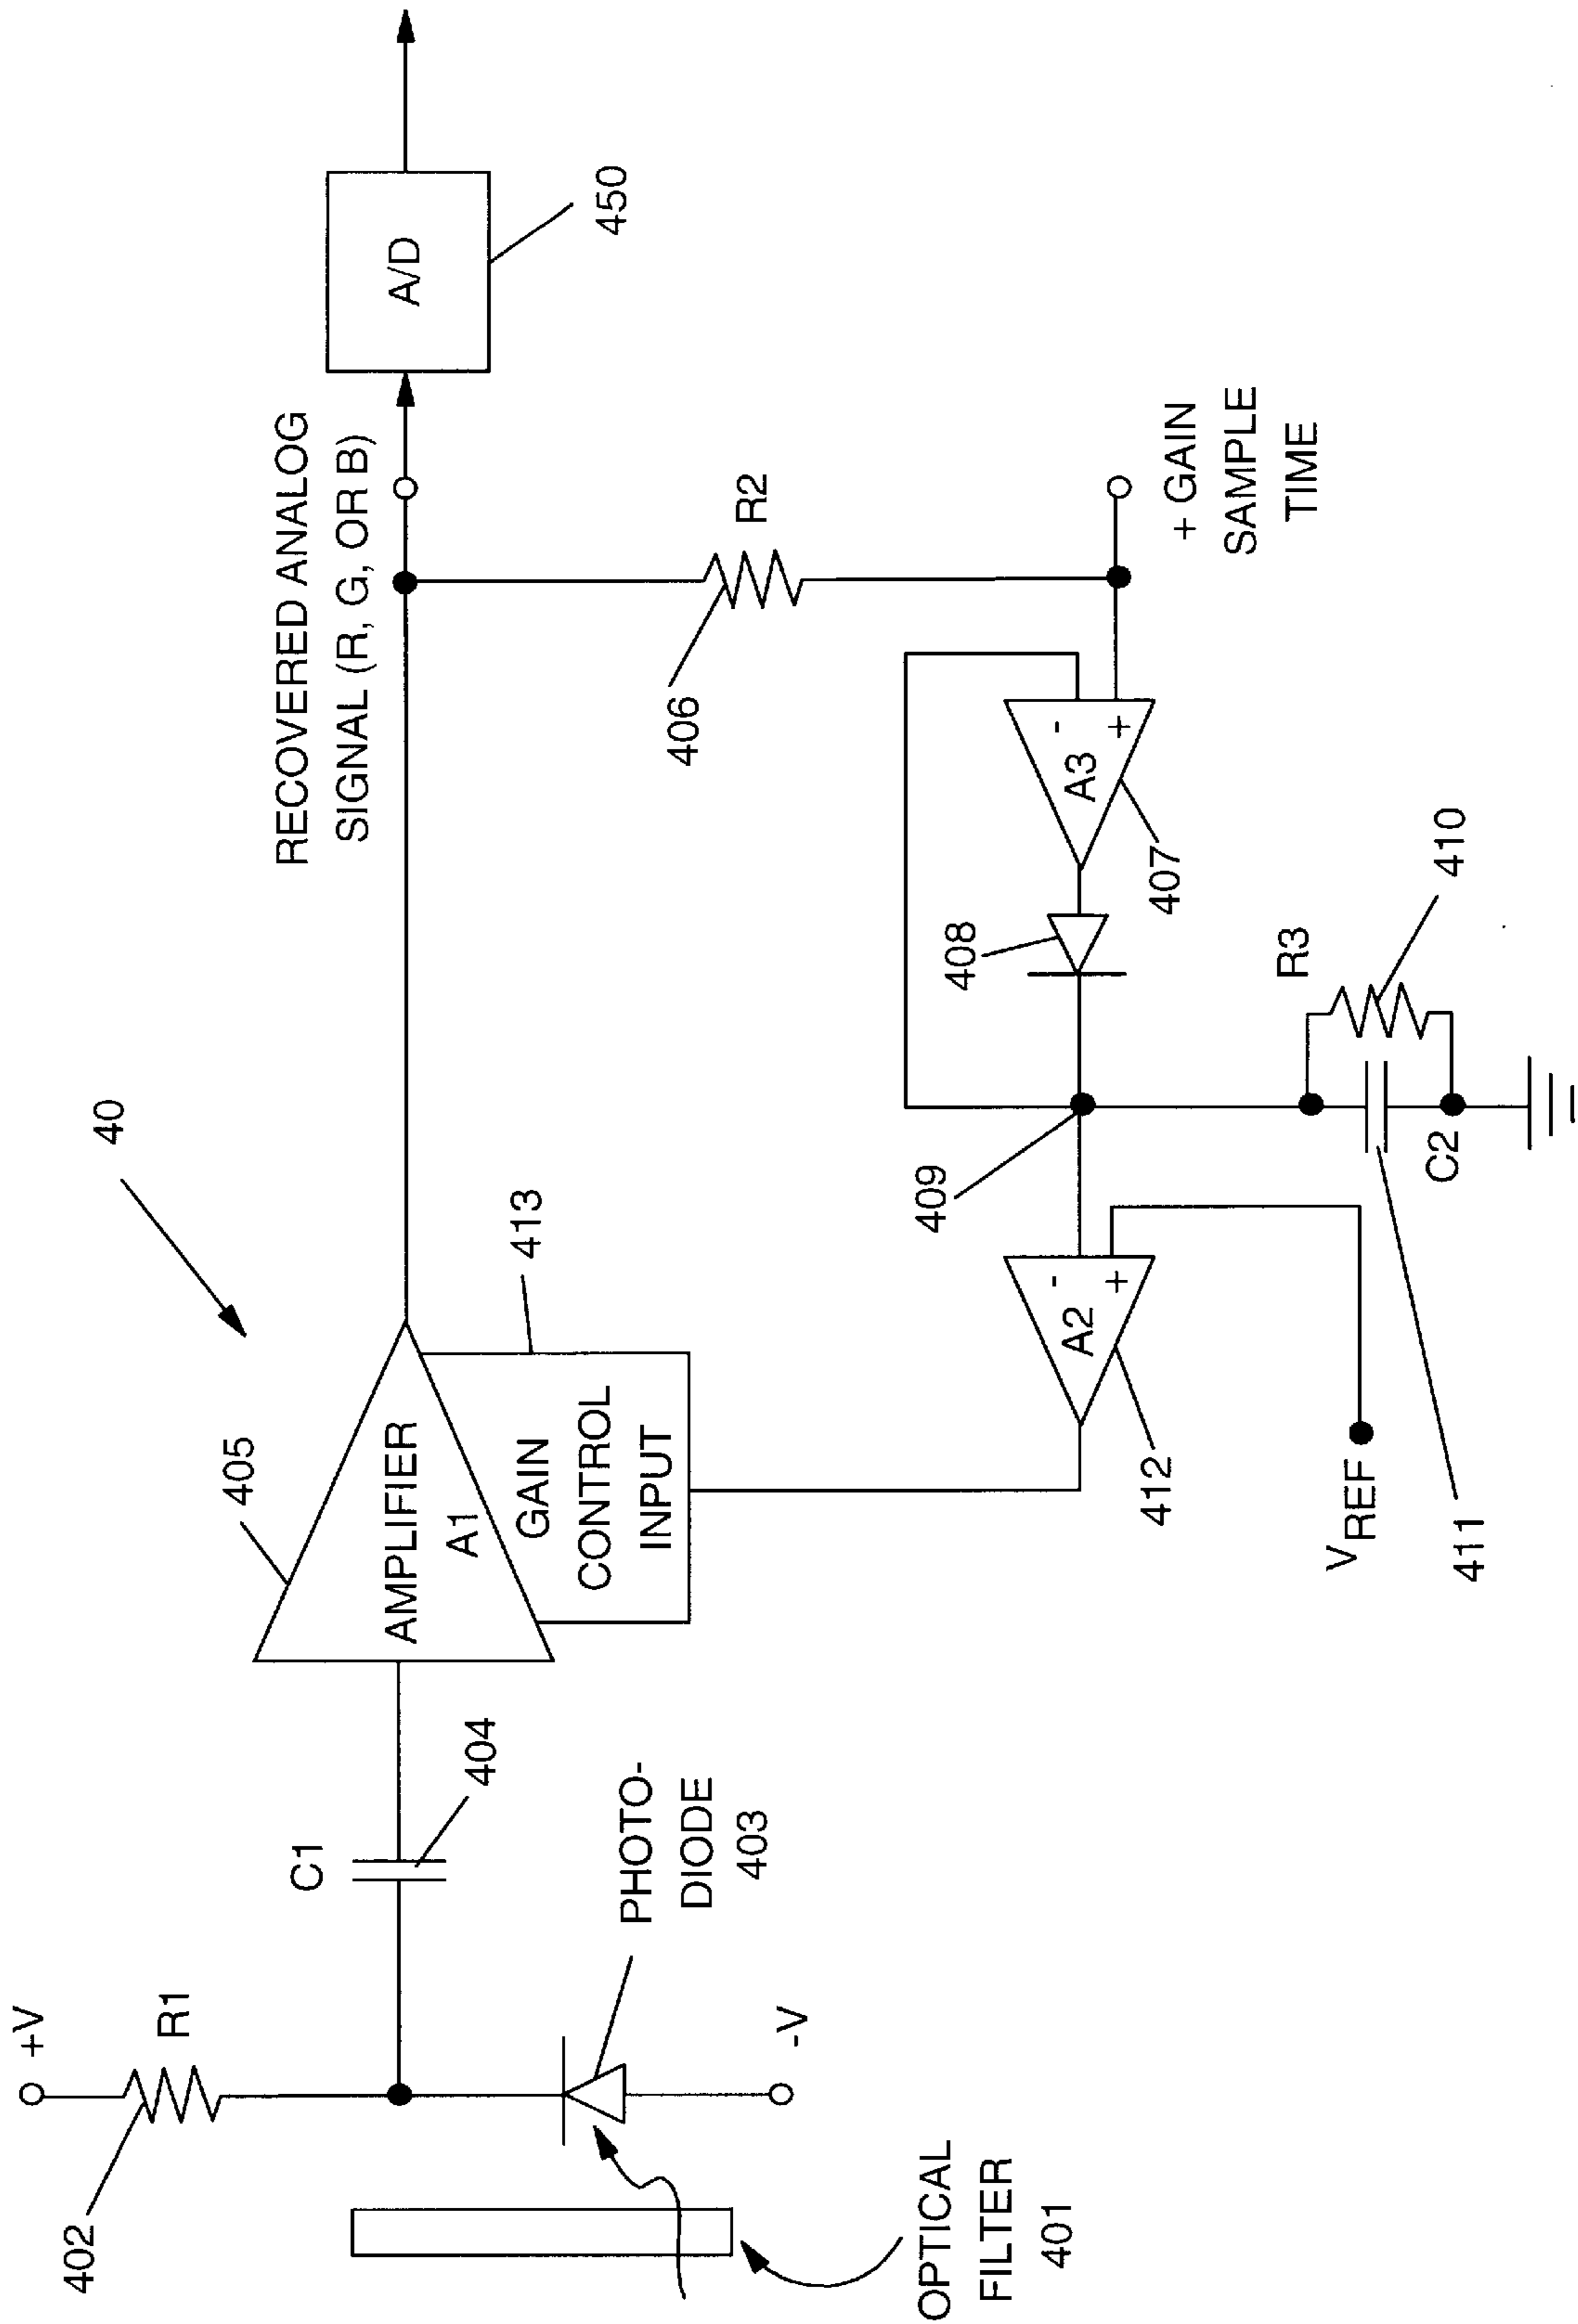 40
RECOVERED ANALOG
SIGNAL (R, G, OR B)
A/D
450
+V
R1
402
C1
404
405
AMPLIFIER
A1
GAIN
CONTROL
INPUT
413
PHOTO-
DIODE
403
-V
OPTICAL
FILTER
401
R2
406
+ GAIN
SAMPLE
TIME
-
+
A3
407
408
409
-
+
A2
412
R3
410
C2
411
VREF